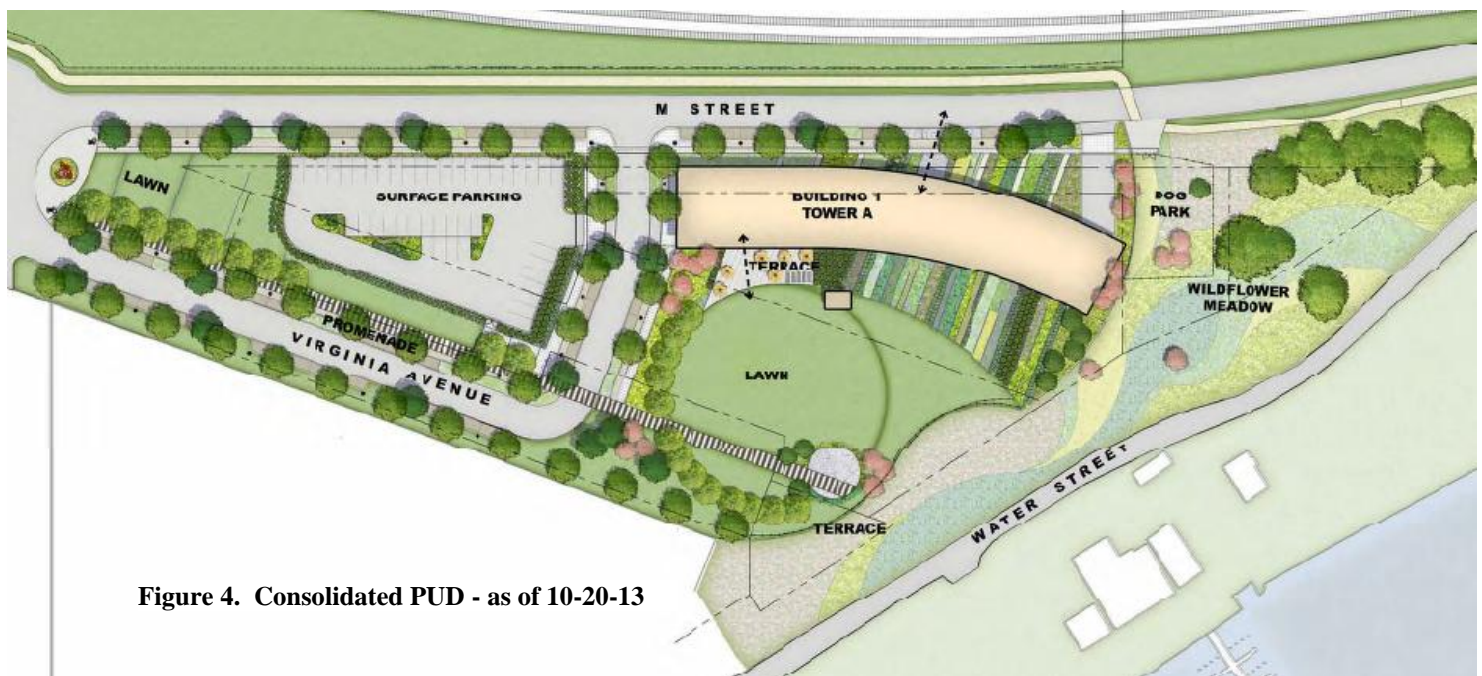 M STREET
LAWN
SURFACE PARKING
BUILDING 1
TOWER A
DOG
PARK
TERRACE
WILDFLOWER
MEADOW
PROMENADE
VIRGINIA AVENUE
LAWN
WATER STREET
TERRACE
Figure 4. Consolidated PUD - as of 10-20-13